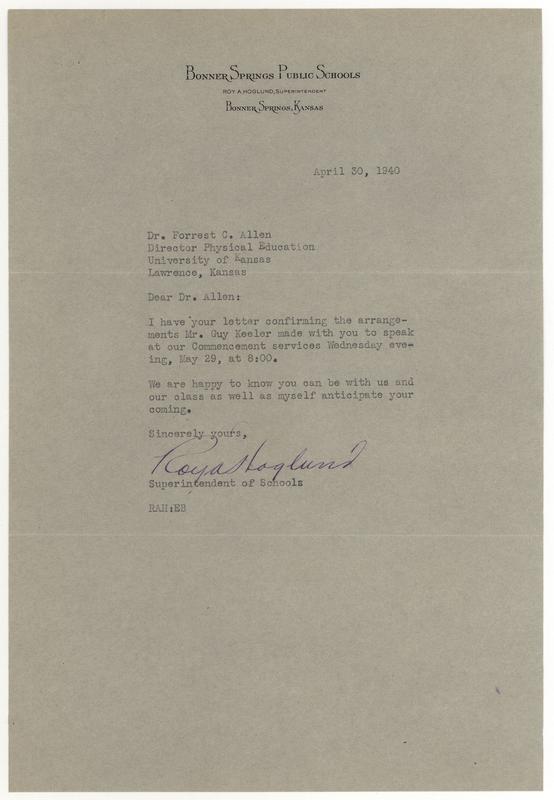 Bonner Springs Public Schools
Roy A. Hoglund, Superintendent
Bonner Springs, Kansas
April 30, 1940
Dr. Forrest C. Allen
Director Physical Education
University of Kansas
Lawrence, Kansas
Dear Dr. Allen:
I have your letter confirming the arrange-
ments Mr. Guy Keeler made with you to speak
at our Commencement services Wednesday eve-
ing, May 29, at 8:00.
We are happy to know you can be with us and
our class as well as myself anticipate your
coming.
Sincerely yours,
Roy A Hoglund
Superintendent of Schools
RAH:EB